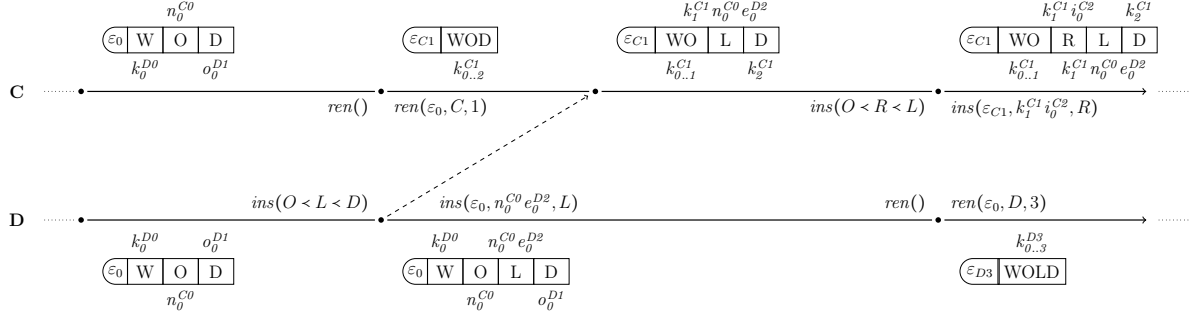 n_0^{C0}
k_1^{C1} n_0^{C0} e_0^{D2}
k_1^{C1} i_0^{C2} k_2^{C1}
ε_0 W O D
ε_{C1} WOD
ε_{C1} WO L D
ε_{C1} WO R L D
k_0^{D0} o_0^{D1}
k_{0..2}^{C1}
k_{0..1}^{C1} k_2^{C1}
k_{0..1}^{C1} k_1^{C1} n_0^{C0} e_0^{D2}
C
ren() ren(ε_0, C, 1)
ins(O < R < L) ins(ε_{C1}, k_1^{C1} i_0^{C2}, R)
ins(O < L < D) ins(ε_0, n_0^{C0} e_0^{D2}, L)
ren() ren(ε_0, D, 3)
D
k_0^{D0} o_0^{D1}
k_0^{D0} n_0^{C0} e_0^{D2}
k_{0..3}^{D3}
ε_0 W O D
ε_0 W O L D
ε_{D3} WOLD
n_0^{C0}
n_0^{C0} o_0^{D1}